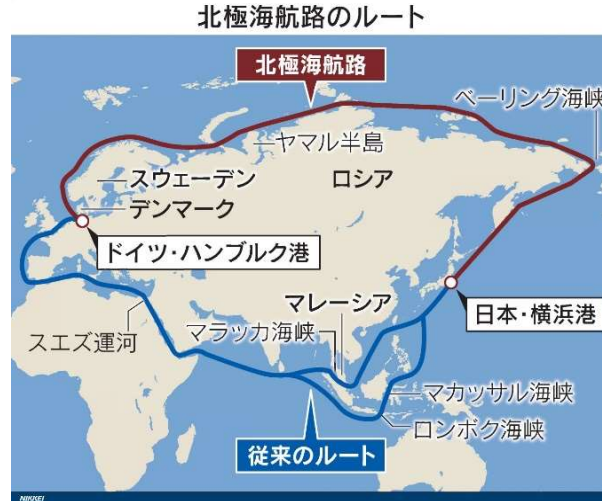 北極海航路のルート
北極海航路
ベーリング海峡
ヤマル半島
スウェーデン
ロシア
デンマーク
ドイツ・ハンブルク港
マレーシア
日本・横浜港
マラッカ海峡
スエズ運河
マカッサル海峡
ロンボク海峡
従来のルート
NIKKEI